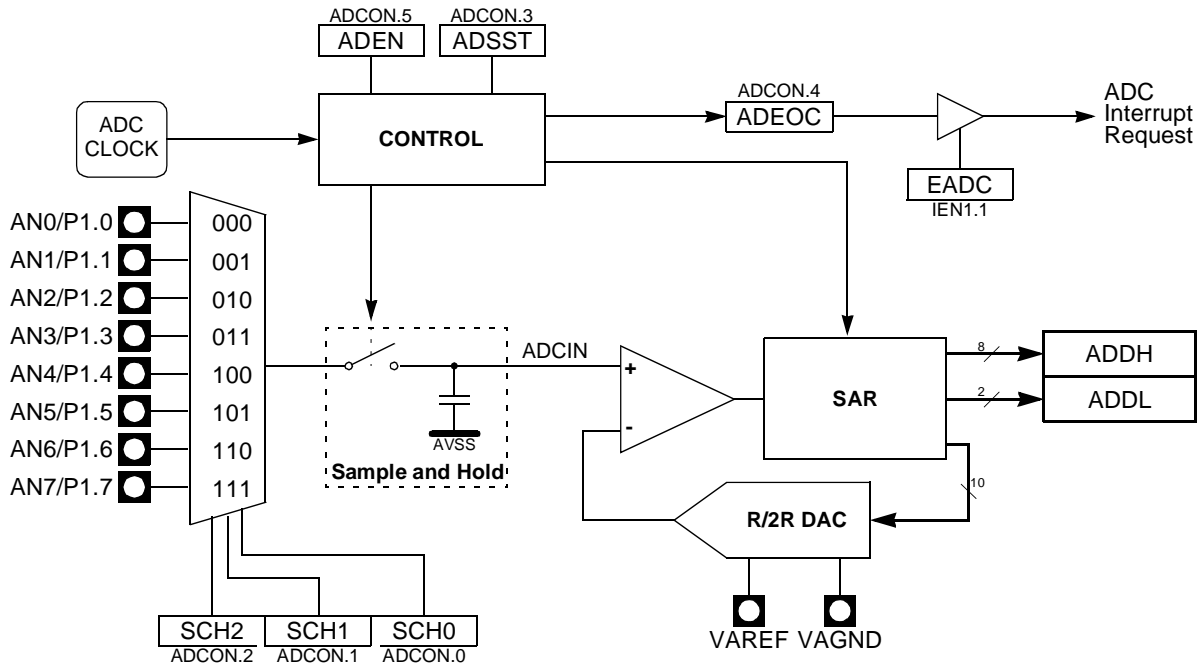 ADCON.5
ADCON.3
ADEN
ADSST
ADCON.4
ADC
CLOCK
CONTROL
ADEOC
ADC
Interrupt
Request
EADC
IEN1.1
AN0/P1.0
000
AN1/P1.1
001
AN2/P1.2
010
AN3/P1.3
011
AN4/P1.4
100
AN5/P1.5
101
AN6/P1.6
110
AN7/P1.7
111
ADCIN
AVSS
Sample and Hold
+
-
SAR
8
ADDH
2
ADDL
10
R/2R DAC
VAREF
VAGND
SCH2
SCH1
SCH0
ADCON.2
ADCON.1
ADCON.0